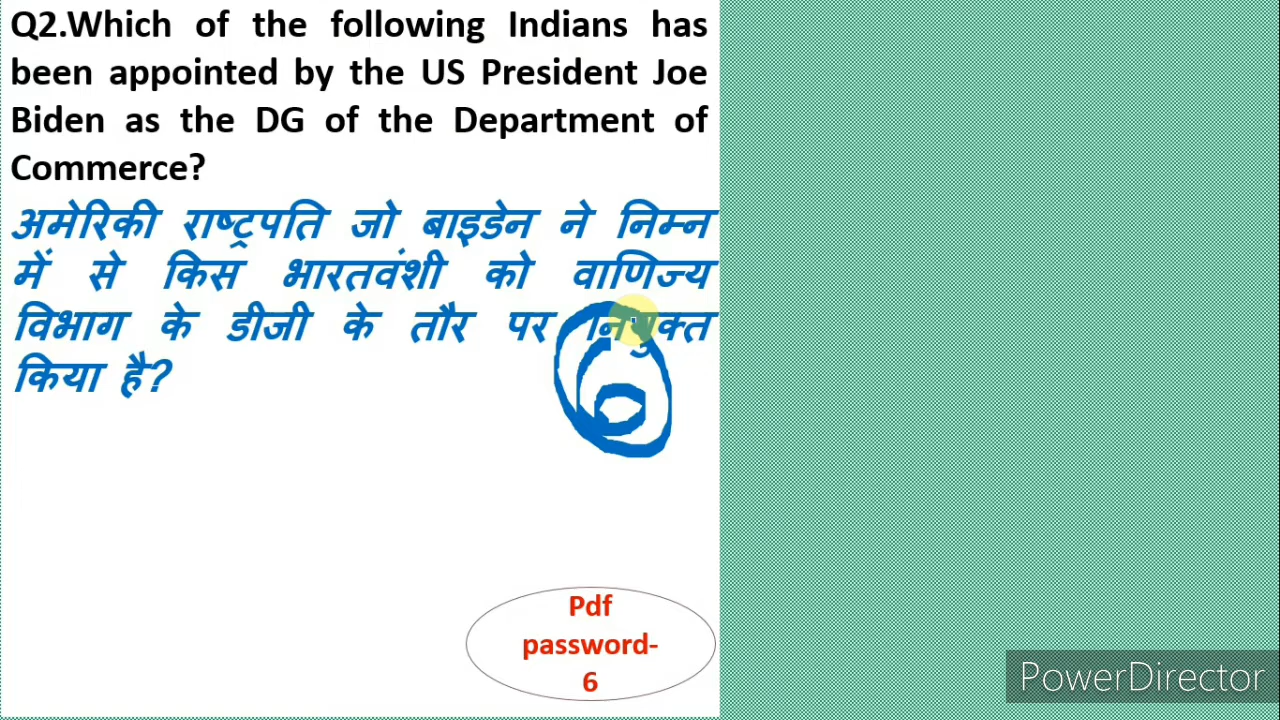 Q2.Which of the following Indians has
been appointed by the US President Joe
Biden as the DG of the Department of
Commerce?
अमेरिकी राष्ट्रपति जो बाइडेन ने निम्न
में से किस भारतवंशी को वाणिज्य
विभाग के डीजी के तौर पर नियुक्त
किया है?
6
Pdf
password-
6
PowerDirector